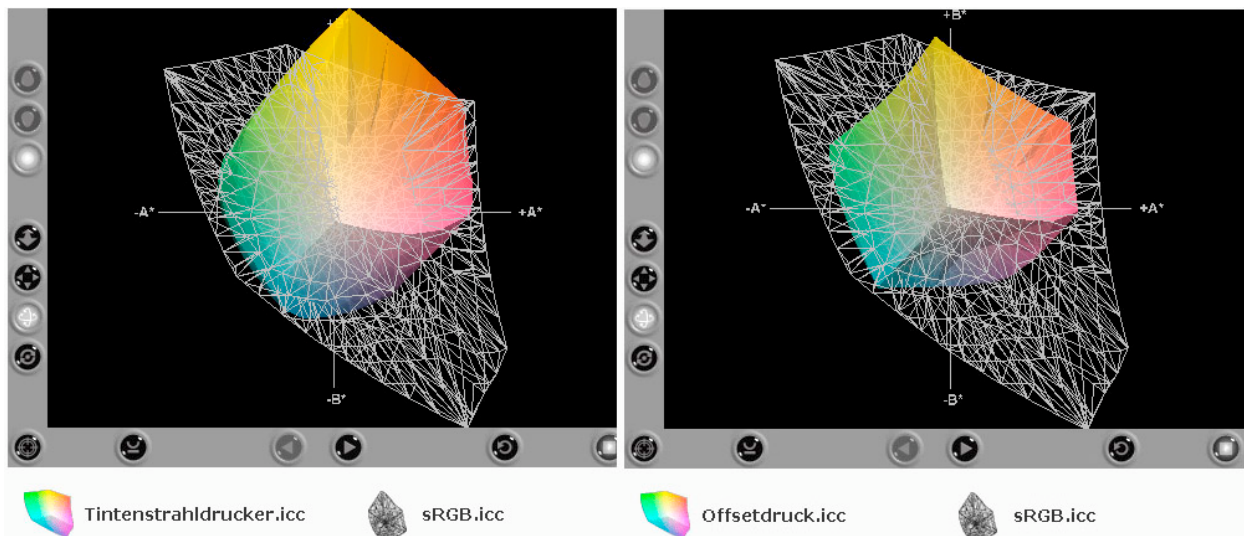 +B*
-A*
+A*
-B*
Tintenstrahldrucker.icc
sRGB.icc
+B*
-A*
+A*
-B*
Offsetdruck.icc
sRGB.icc